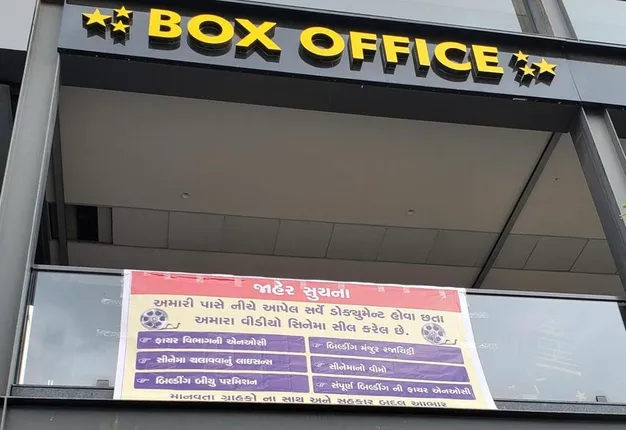 BOX OFFICE
જાહેર સુચના
અમારી પાસે નીચે આપેલ સર્વે ડોક્યુમેન્ટ હોવા છતા
અમારા વીડીયો સિનેમા સીલ કરેલ છે.
ફાયર વિભાગની એનઓસી
બિલ્ડીંગ મંજુર રજાચિઠ્ઠી
સીનેમા ચલાવવાનું લાઇસન્સ
સીનેમાનો વીમો
બિલ્ડીંગ બીયુ પરમિશન
સંપૂર્ણ બિલ્ડીંગ ની ફાયર એનઓસી
માનવતા ગ્રાહકો ના સાથ અને સહકાર બદલ આભાર